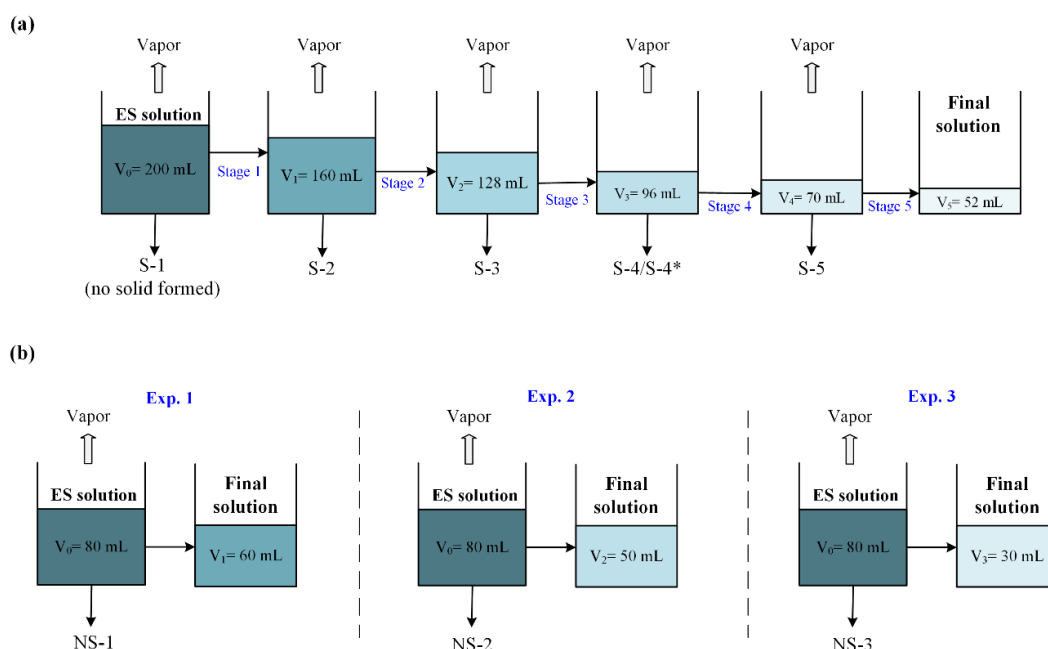 (a)
Vapor Vapor Vapor Vapor Vapor
ES solution
Final
solution
V₀= 200 mL
V₁= 160 mL
V₂= 128 mL
V₃= 96 mL
V₄= 70 mL
V₅= 52 mL
Stage 1
Stage 2
Stage 3
Stage 4
Stage 5
S-1
(no solid formed)
S-2
S-3
S-4/S-4*
S-5
(b)
Exp. 1
Vapor
ES solution
Final
solution
V₀= 80 mL
V₁= 60 mL
NS-1
Exp. 2
Vapor
ES solution
Final
solution
V₀= 80 mL
V₂= 50 mL
NS-2
Exp. 3
Vapor
ES solution
Final
solution
V₀= 80 mL
V₃= 30 mL
NS-3